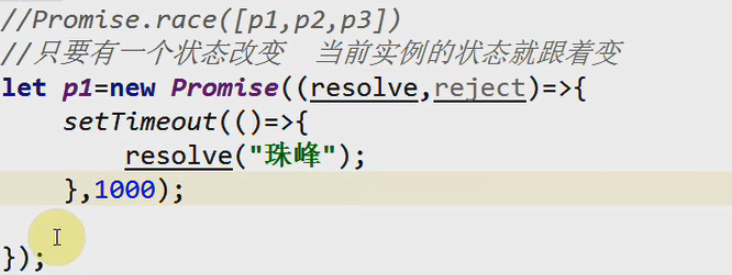 //Promise.race([p1,p2,p3])
//只要有一个状态改变  当前实例的状态就跟着变
let p1=new Promise((resolve,reject)=>{
    setTimeout(()=>{
        resolve("珠峰");
    },1000);
});